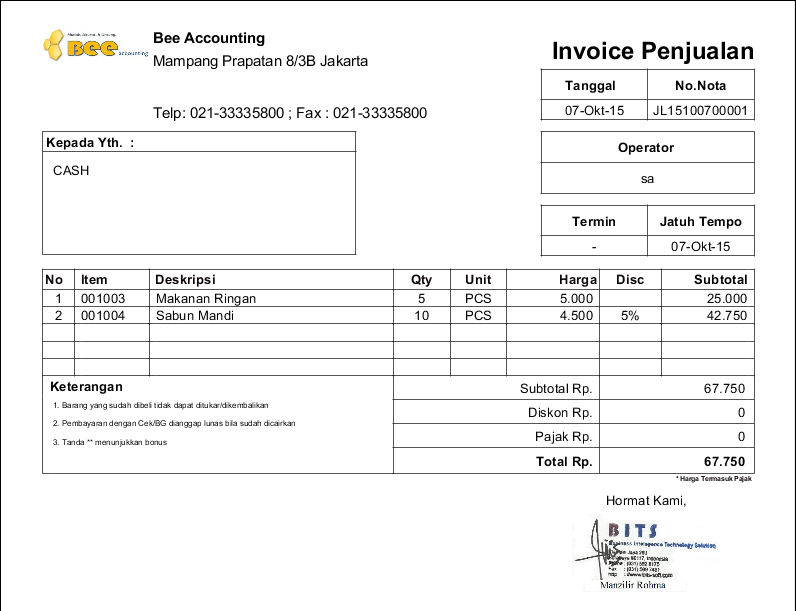 Bee accounting
Bee Accounting
Mampang Prapatan 8/3B Jakarta
Telp: 021-33335800 ; Fax : 021-33335800
Invoice Penjualan
Tanggal No.Nota
07-Okt-15 JL15100700001
Kepada Yth. :
CASH
Operator
sa
Termin Jatuh Tempo
- 07-Okt-15
No Item Deskripsi Qty Unit Harga Disc Subtotal
1 001003 Makanan Ringan 5 PCS 5.000 25.000
2 001004 Sabun Mandi 10 PCS 4.500 5% 42.750
Keterangan
1. Barang yang sudah dibeli tidak dapat ditukar/dikembalikan
2. Pembayaran dengan Cek/BG dianggap lunas bila sudah dicairkan
3. Tanda ** menunjukkan bonus
Subtotal Rp. 67.750
Diskon Rp. 0
Pajak Rp. 0
Total Rp. 67.750
* Harga Termasuk Pajak
Hormat Kami,
BITS
Technology Solution
Indonesia
Manzilir Rohma